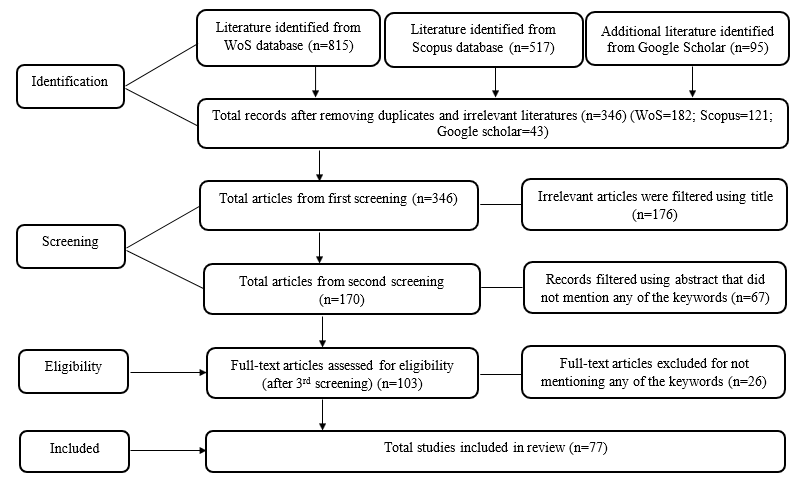 Literature identified from
WoS database (n=815)
Literature identified from
Scopus database (n=517)
Additional literature identified
from Google Scholar (n=95)
Identification
Total records after removing duplicates and irrelevant literatures (n=346) (WoS=182; Scopus=121;
Google scholar=43)
Total articles from first screening (n=346)
Irrelevant articles were filtered using title
(n=176)
Screening
Total articles from second screening
(n=170)
Records filtered using abstract that did
not mention any of the keywords (n=67)
Eligibility
Full-text articles assessed for eligibility
(after 3rd screening) (n=103)
Full-text articles excluded for not
mentioning any of the keywords (n=26)
Included
Total studies included in review (n=77)